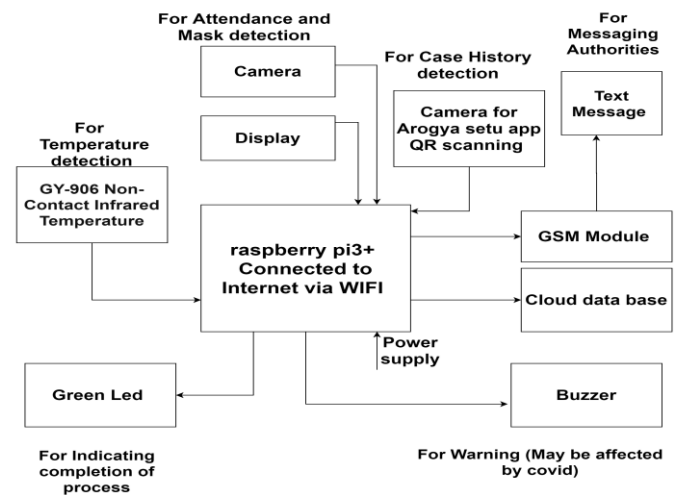 For Attendance and
Mask detection
For
Messaging
Authorities
Camera
For Case History
detection
Text
Message
Camera for
Arogya setu app
QR scanning
Display
For
Temperature
detection
GY-906 Non-
Contact Infrared
Temperature
raspberry pi3+
Connected to
Internet via WIFI
GSM Module
Cloud data base
Power
supply
Green Led
Buzzer
For Indicating
completion of
process
For Warning (May be affected
by covid)